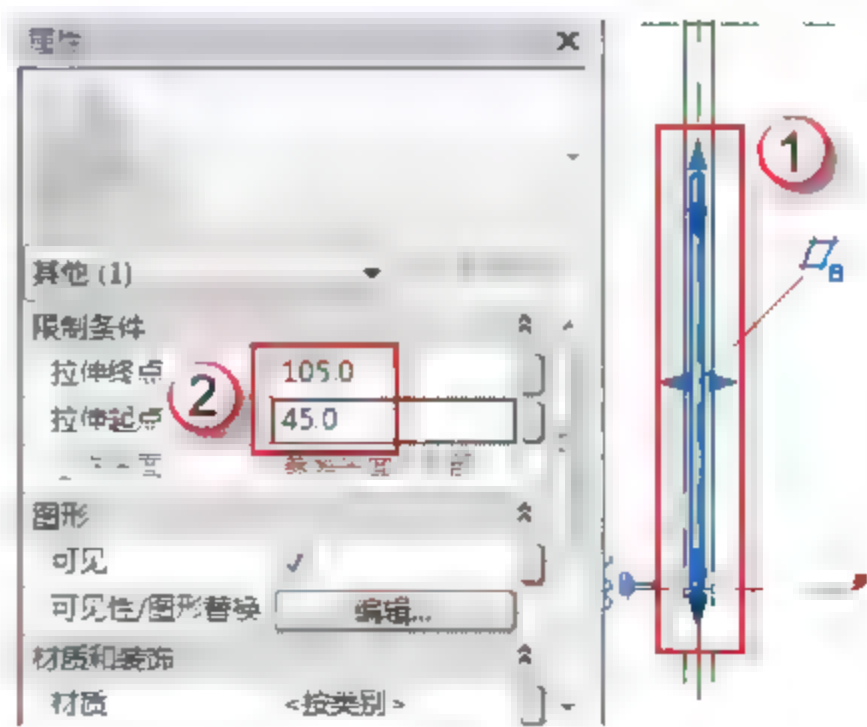 属性
其他 (1)
限制条件
拉伸终点 105.0
拉伸起点 45.0
图形
可见
可见性/图形替换 编辑...
材质和装饰
材质 <按类别>
1
2